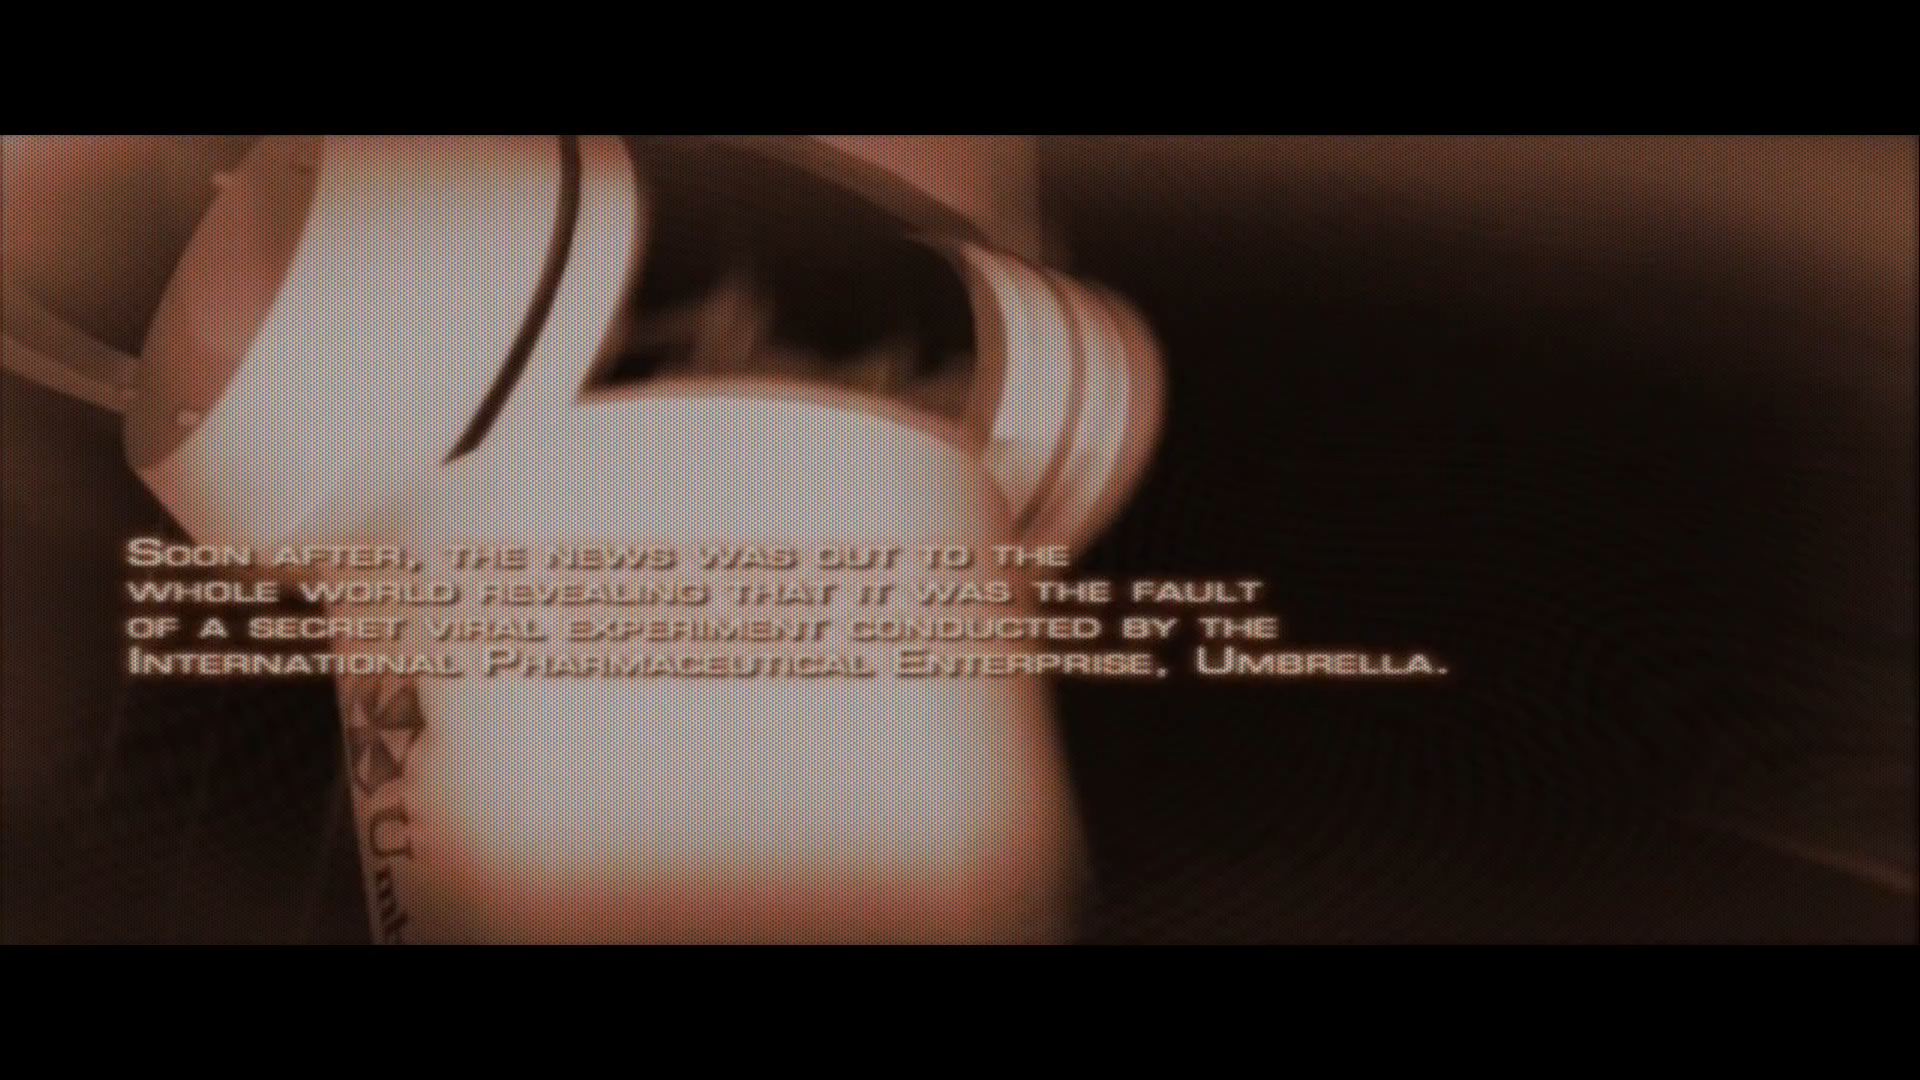 Soon after, the news was out to the
whole world revealing that it was the fault
of a secret viral experiment conducted by the
International Pharmaceutical Enterprise, Umbrella.
Umb